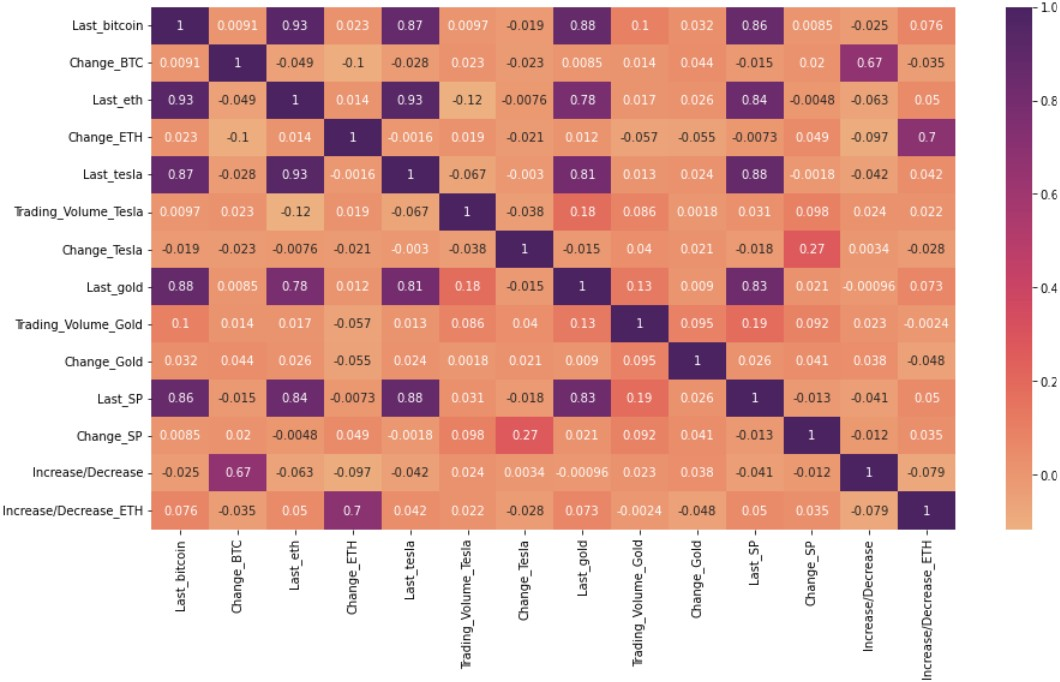 Last_bitcoin 1 0.0091 0.93 0.023 0.87 0.0097 -0.019 0.88 0.1 0.032 0.86 0.0085 -0.025 0.076
Change_BTC 0.0091 1 -0.049 -0.1 -0.028 0.023 -0.023 0.0085 0.014 0.044 -0.015 0.02 0.67 -0.035
Last_eth 0.93 -0.049 1 0.014 0.93 -0.12 -0.0076 0.78 0.017 0.026 0.84 -0.0048 -0.063 0.05
Change_ETH 0.023 -0.1 0.014 1 -0.0016 0.019 -0.021 0.012 -0.057 -0.055 -0.0073 0.049 -0.097 0.7
Last_tesla 0.87 -0.028 0.93 -0.0016 1 -0.067 -0.003 0.81 0.013 0.024 0.88 -0.0018 -0.042 0.042
Trading_Volume_Tesla 0.0097 0.023 -0.12 0.019 -0.067 1 -0.038 0.18 0.086 0.0018 0.031 0.098 0.024 0.022
Change_Tesla -0.019 -0.023 -0.0076 -0.021 -0.003 -0.038 1 -0.015 0.04 0.021 -0.018 0.27 0.0034 -0.028
Last_gold 0.88 0.0085 0.78 0.012 0.81 0.18 -0.015 1 0.13 0.009 0.83 0.021 -0.00096 0.073
Trading_Volume_Gold 0.1 0.014 0.017 -0.057 0.013 0.086 0.04 0.13 1 0.095 0.19 0.092 0.023 -0.0024
Change_Gold 0.032 0.044 0.026 -0.055 0.024 0.0018 0.021 0.009 0.095 1 0.026 0.041 0.038 -0.048
Last_SP 0.86 -0.015 0.84 -0.0073 0.88 0.031 -0.018 0.83 0.19 0.026 1 -0.013 -0.041 0.05
Change_SP 0.0085 0.02 -0.0048 0.049 -0.0018 0.098 0.27 0.021 0.092 0.041 -0.013 1 -0.012 0.035
Increase/Decrease -0.025 0.67 -0.063 -0.097 -0.042 0.024 0.0034 -0.00096 0.023 0.038 -0.041 -0.012 1 -0.079
Increase/Decrease_ETH 0.076 -0.035 0.05 0.7 0.042 0.022 -0.028 0.073 -0.0024 -0.048 0.05 0.035 -0.079 1
Last_bitcoin
Change_BTC
Last_eth
Change_ETH
Last_tesla
Trading_Volume_Tesla
Change_Tesla
Last_gold
Trading_Volume_Gold
Change_Gold
Last_SP
Change_SP
Increase/Decrease
Increase/Decrease_ETH
1.0
0.8
0.6
0.4
0.2
0.0